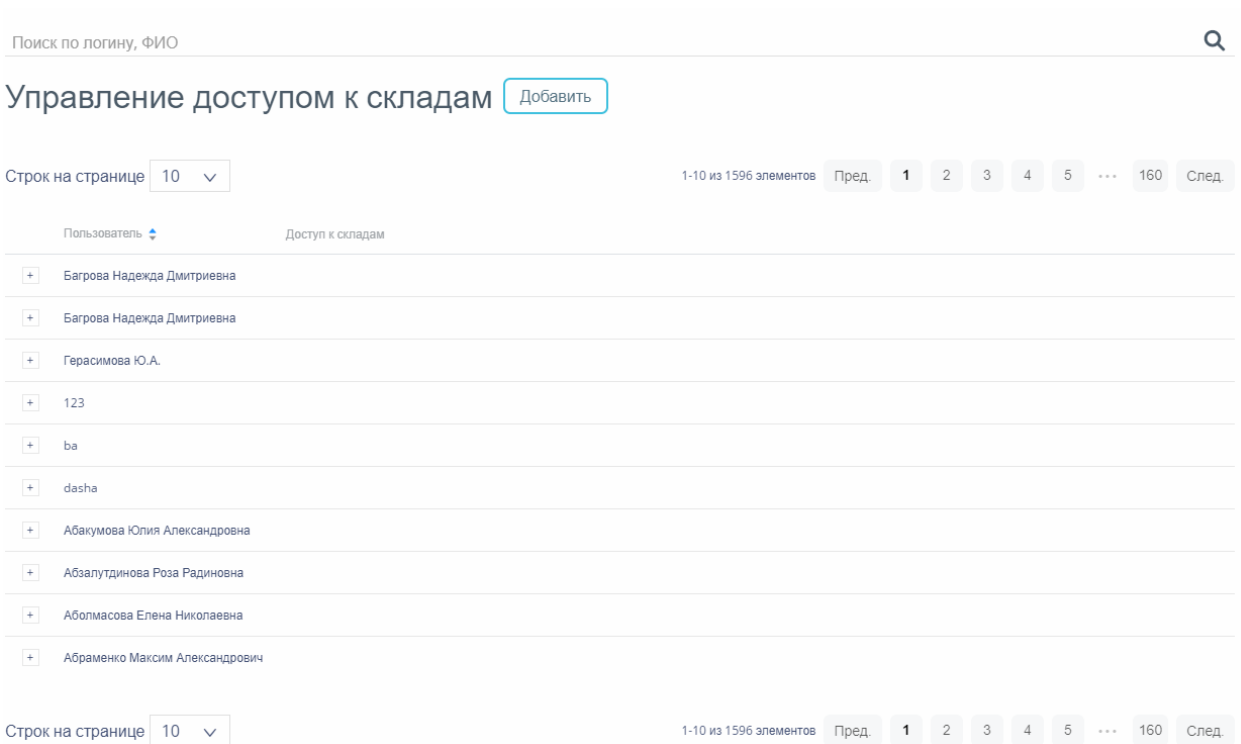 Поиск по логину, ФИО
Управление доступом к складам Добавить
Строк на странице 10 1-10 из 1596 элементов Пред. 1 2 3 4 5 ••• 160 След.
Пользователь Доступ к складам
+ Багрова Надежда Дмитриевна
+ Багрова Надежда Дмитриевна
+ Герасимова Ю.А.
+ 123
+ ba
+ dasha
+ Абакумова Юлия Александровна
+ Абзалутдинова Роза Радиновна
+ Аболмасова Елена Николаевна
+ Абраменко Максим Александрович
Строк на странице 10 1-10 из 1596 элементов Пред. 1 2 3 4 5 ••• 160 След.